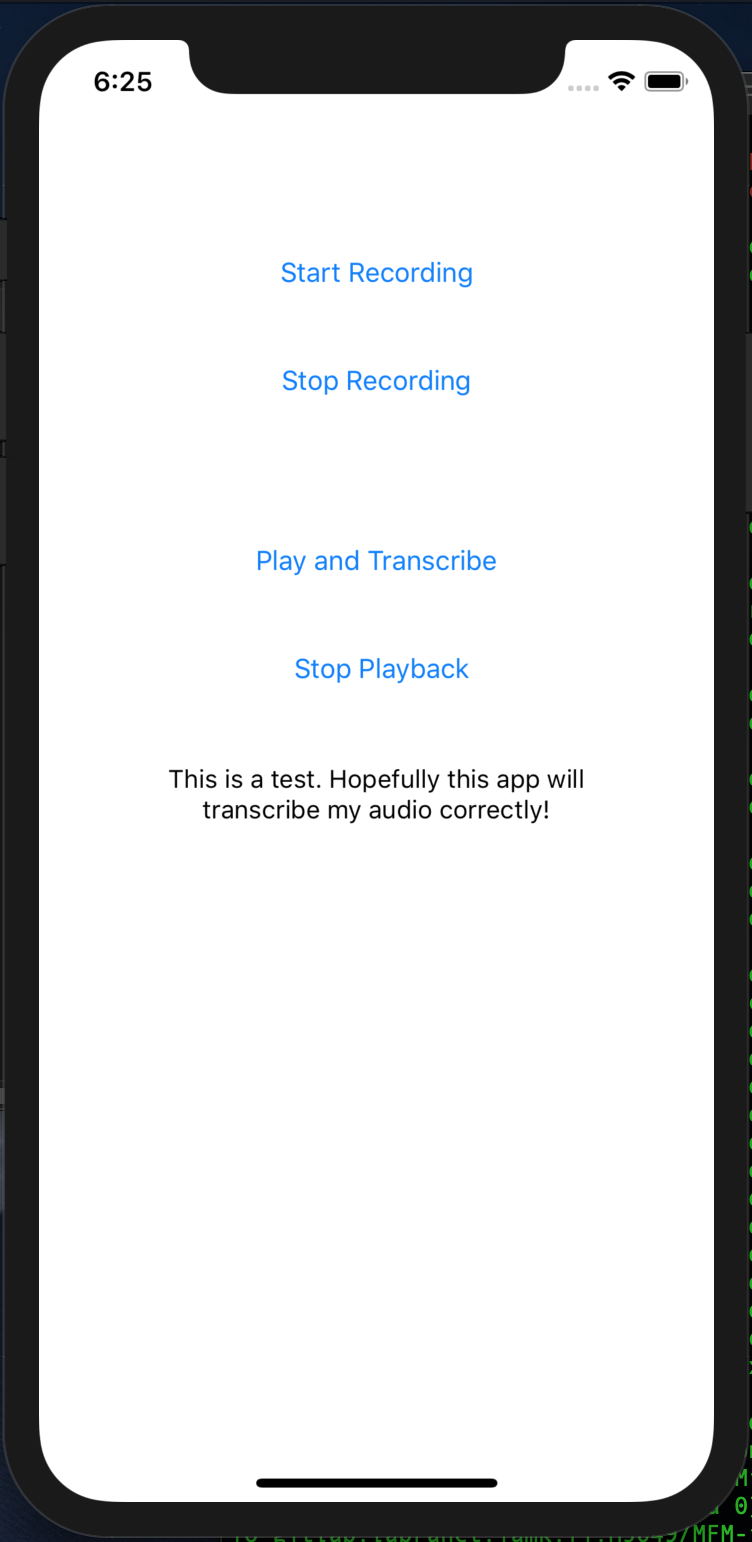 6:25
Start Recording
Stop Recording
Play and Transcribe
Stop Playback
This is a test. Hopefully this app will
transcribe my audio correctly!